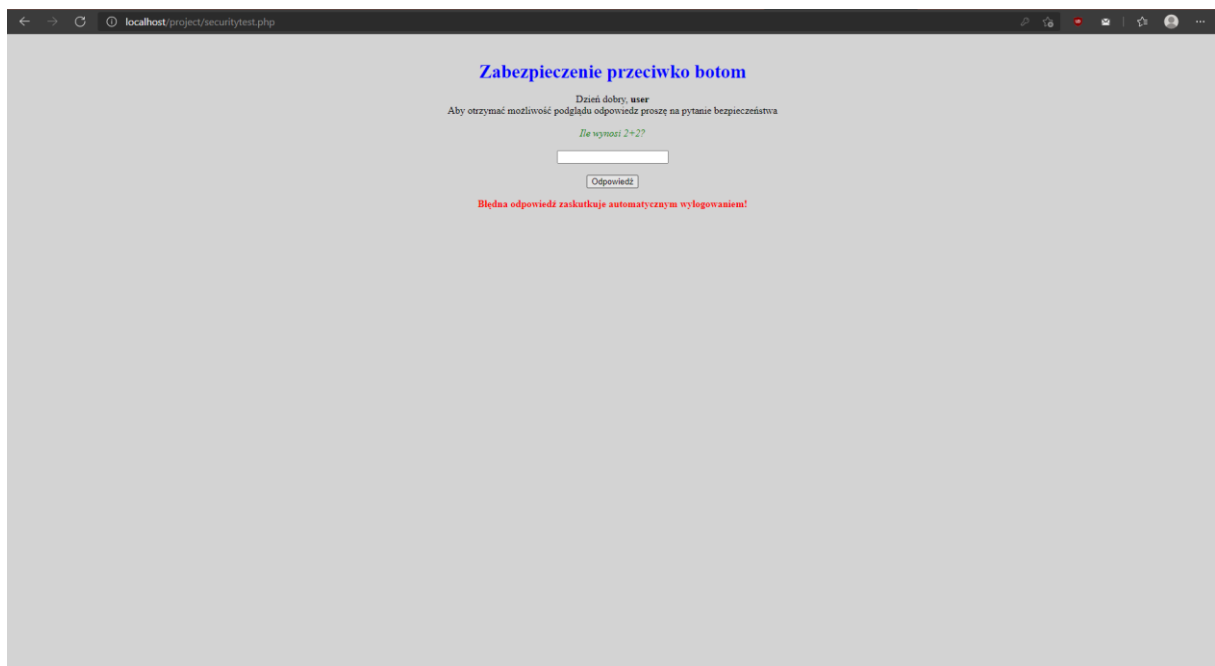 localhost/project/securitytest.php
Zabezpieczenie przeciwko botom
Dzień dobry, user
Aby otrzymać możliwość podglądu odpowiedz proszę na pytanie bezpieczeństwa
Ile wynosi 2+2?
Odpowiedź
Błędna odpowiedź zaskutkuje automatycznym wylogowaniem!